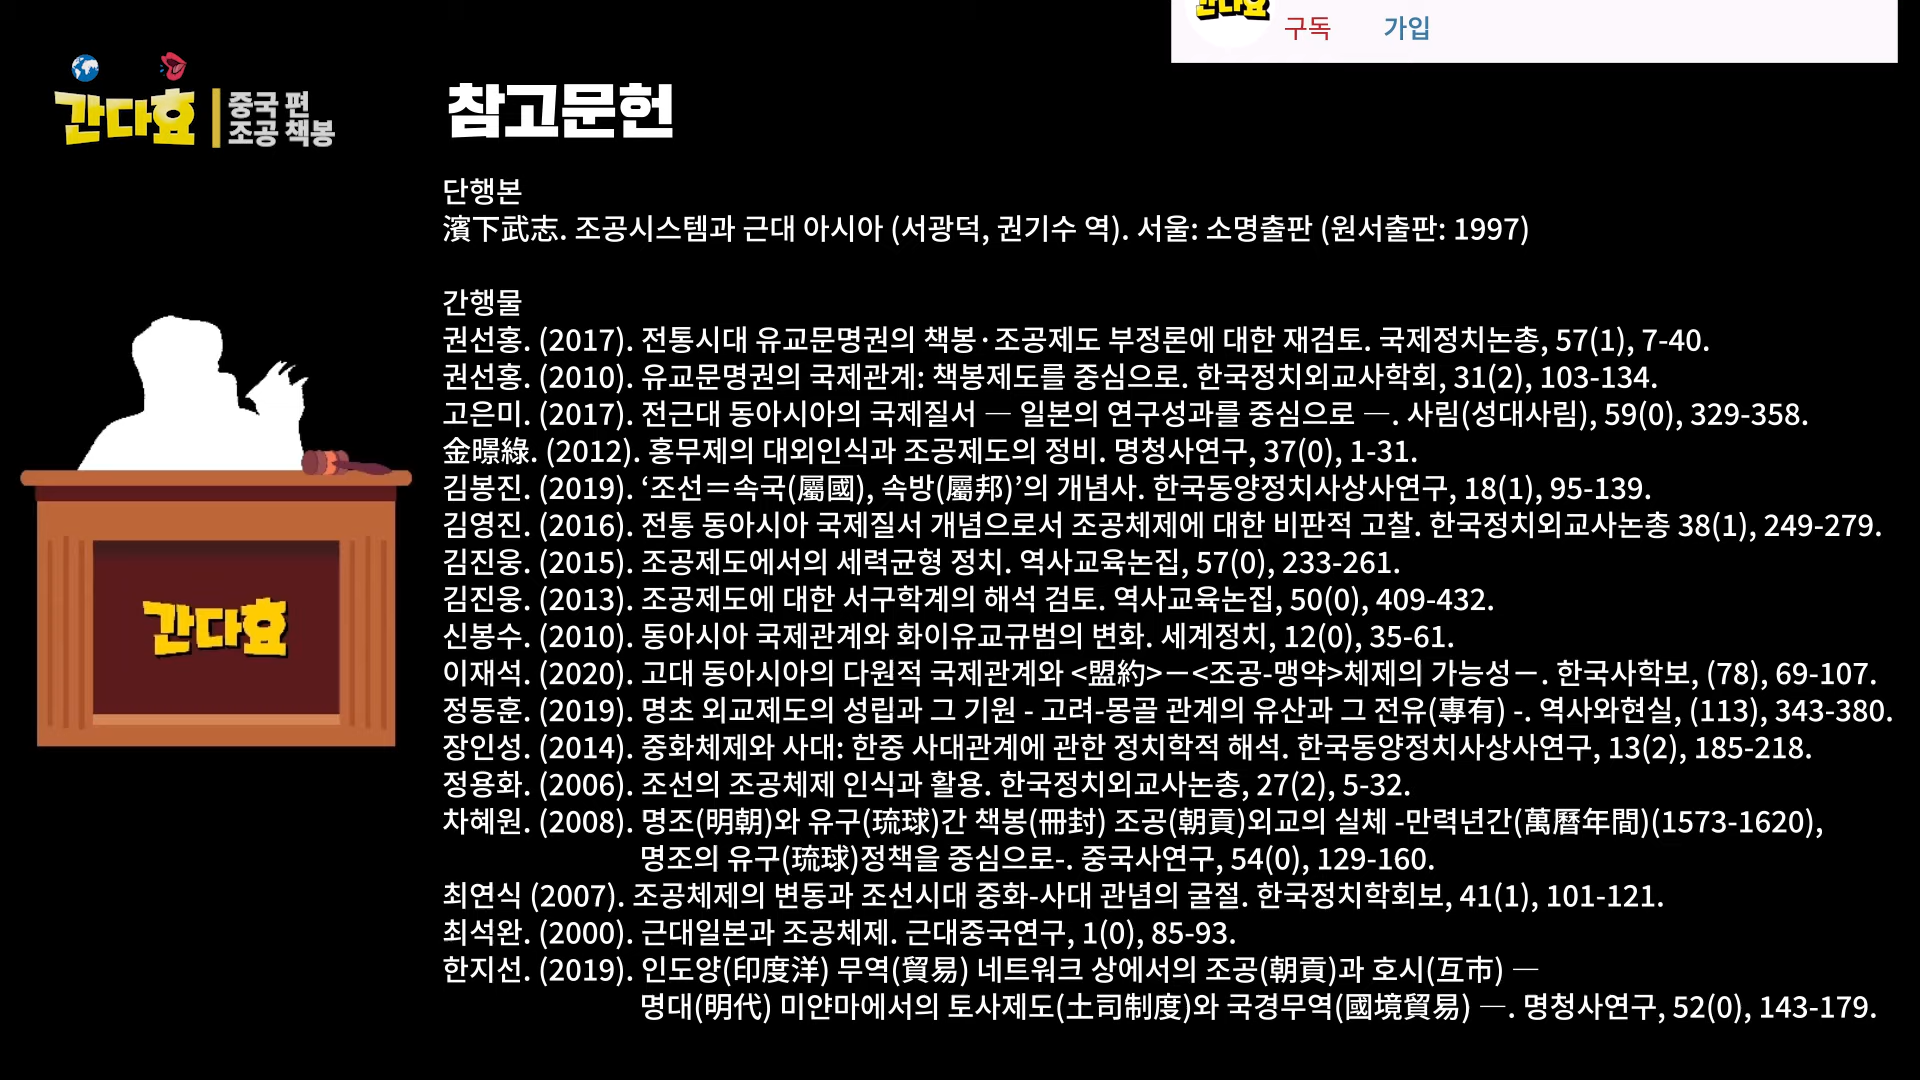 간다효
구독 가입
간다효
중국 편
조공 책봉
참고문헌
단행본
濱下武志. 조공시스템과 근대 아시아 (서광덕, 권기수 역). 서울: 소명출판 (원서출판: 1997)
간행물
권선홍. (2017). 전통시대 유교문명권의 책봉·조공제도 부정론에 대한 재검토. 국제정치논총, 57(1), 7-40.
권선홍. (2010). 유교문명권의 국제관계: 책봉제도를 중심으로. 한국정치외교사학회, 31(2), 103-134.
고은미. (2017). 전근대 동아시아의 국제질서 ― 일본의 연구성과를 중심으로 ―. 사림(성대사림), 59(0), 329-358.
金暻綠. (2012). 홍무제의 대외인식과 조공제도의 정비. 명청사연구, 37(0), 1-31.
김봉진. (2019). ‘조선＝속국(屬國), 속방(屬邦)’의 개념사. 한국동양정치사상사연구, 18(1), 95-139.
김영진. (2016). 전통 동아시아 국제질서 개념으로서 조공체제에 대한 비판적 고찰. 한국정치외교사논총 38(1), 249-279.
김진웅. (2015). 조공제도에서의 세력균형 정치. 역사교육논집, 57(0), 233-261.
김진웅. (2013). 조공제도에 대한 서구학계의 해석 검토. 역사교육논집, 50(0), 409-432.
신봉수. (2010). 동아시아 국제관계와 화이유교규범의 변화. 세계정치, 12(0), 35-61.
이재석. (2020). 고대 동아시아의 다원적 국제관계와 <盟約>－<조공-맹약>체제의 가능성－. 한국사학보, (78), 69-107.
정동훈. (2019). 명초 외교제도의 성립과 그 기원 - 고려-몽골 관계의 유산과 그 전유(專有) -. 역사와현실, (113), 343-380.
장인성. (2014). 중화체제와 사대: 한중 사대관계에 관한 정치학적 해석. 한국동양정치사상사연구, 13(2), 185-218.
정용화. (2006). 조선의 조공체제 인식과 활용. 한국정치외교사논총, 27(2), 5-32.
차혜원. (2008). 명조(明朝)와 유구(琉球)간 책봉(冊封) 조공(朝貢)외교의 실체 -만력년간(萬曆年間)(1573-1620),
명조의 유구(琉球)정책을 중심으로-. 중국사연구, 54(0), 129-160.
최연식 (2007). 조공체제의 변동과 조선시대 중화-사대 관념의 굴절. 한국정치학회보, 41(1), 101-121.
최석완. (2000). 근대일본과 조공체제. 근대중국연구, 1(0), 85-93.
한지선. (2019). 인도양(印度洋) 무역(貿易) 네트워크 상에서의 조공(朝貢)과 호시(互市) ―
명대(明代) 미얀마에서의 토사제도(土司制度)와 국경무역(國境貿易) ―. 명청사연구, 52(0), 143-179.
간다효